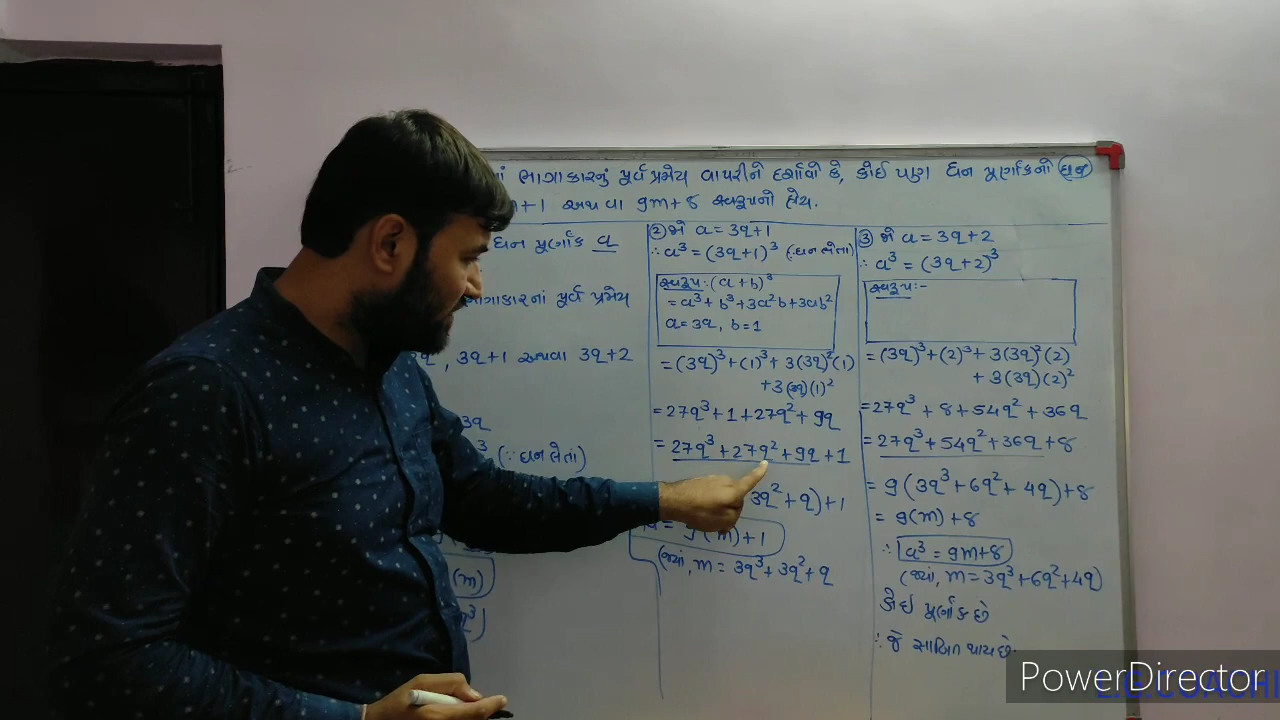 ભાગાકારનું પૂર્વ પ્રમેય વાપરીને દર્શાવો કે, કોઈ પણ ધન પૂર્ણાંકનો ઘન
m+1 અથવા 9m+8 સ્વરૂપનો હોય.
ધન પૂર્ણાંક a
ભાગાકારનાં પૂર્વ પ્રમેય
, 3q+1 અથવા 3q+2
3q
3 (∵ ઘન લેતા)
(m)
② જો a = 3q+1
∴ a³ = (3q+1)³ (∵ ઘન લેતા)
સ્વરૂપ:- (a+b)³
= a³+b³+3a²b+3ab²
a=3q, b=1
= (3q)³+(1)³+3(3q)²(1)
+3(3q)(1)²
= 27q³+1+27q²+9q
= 27q³+27q²+9q+1
3q²+q)+1
= 9(m)+1
(જ્યાં, m = 3q³+3q²+q
③ જો a = 3q+2
∴ a³ = (3q+2)³
સ્વરૂપ:-
= (3q)³+(2)³+3(3q)²(2)
+3(3q)(2)²
= 27q³+8+54q²+36q
= 27q³+54q²+36q+8
= 9(3q³+6q²+4q)+8
= 9(m)+8
∴ a³ = 9m+8
(જ્યાં, m=3q³+6q²+4q)
કોઈ પૂર્ણાંક છે
∴ જે સાબિત થાય છે.
PowerDirector